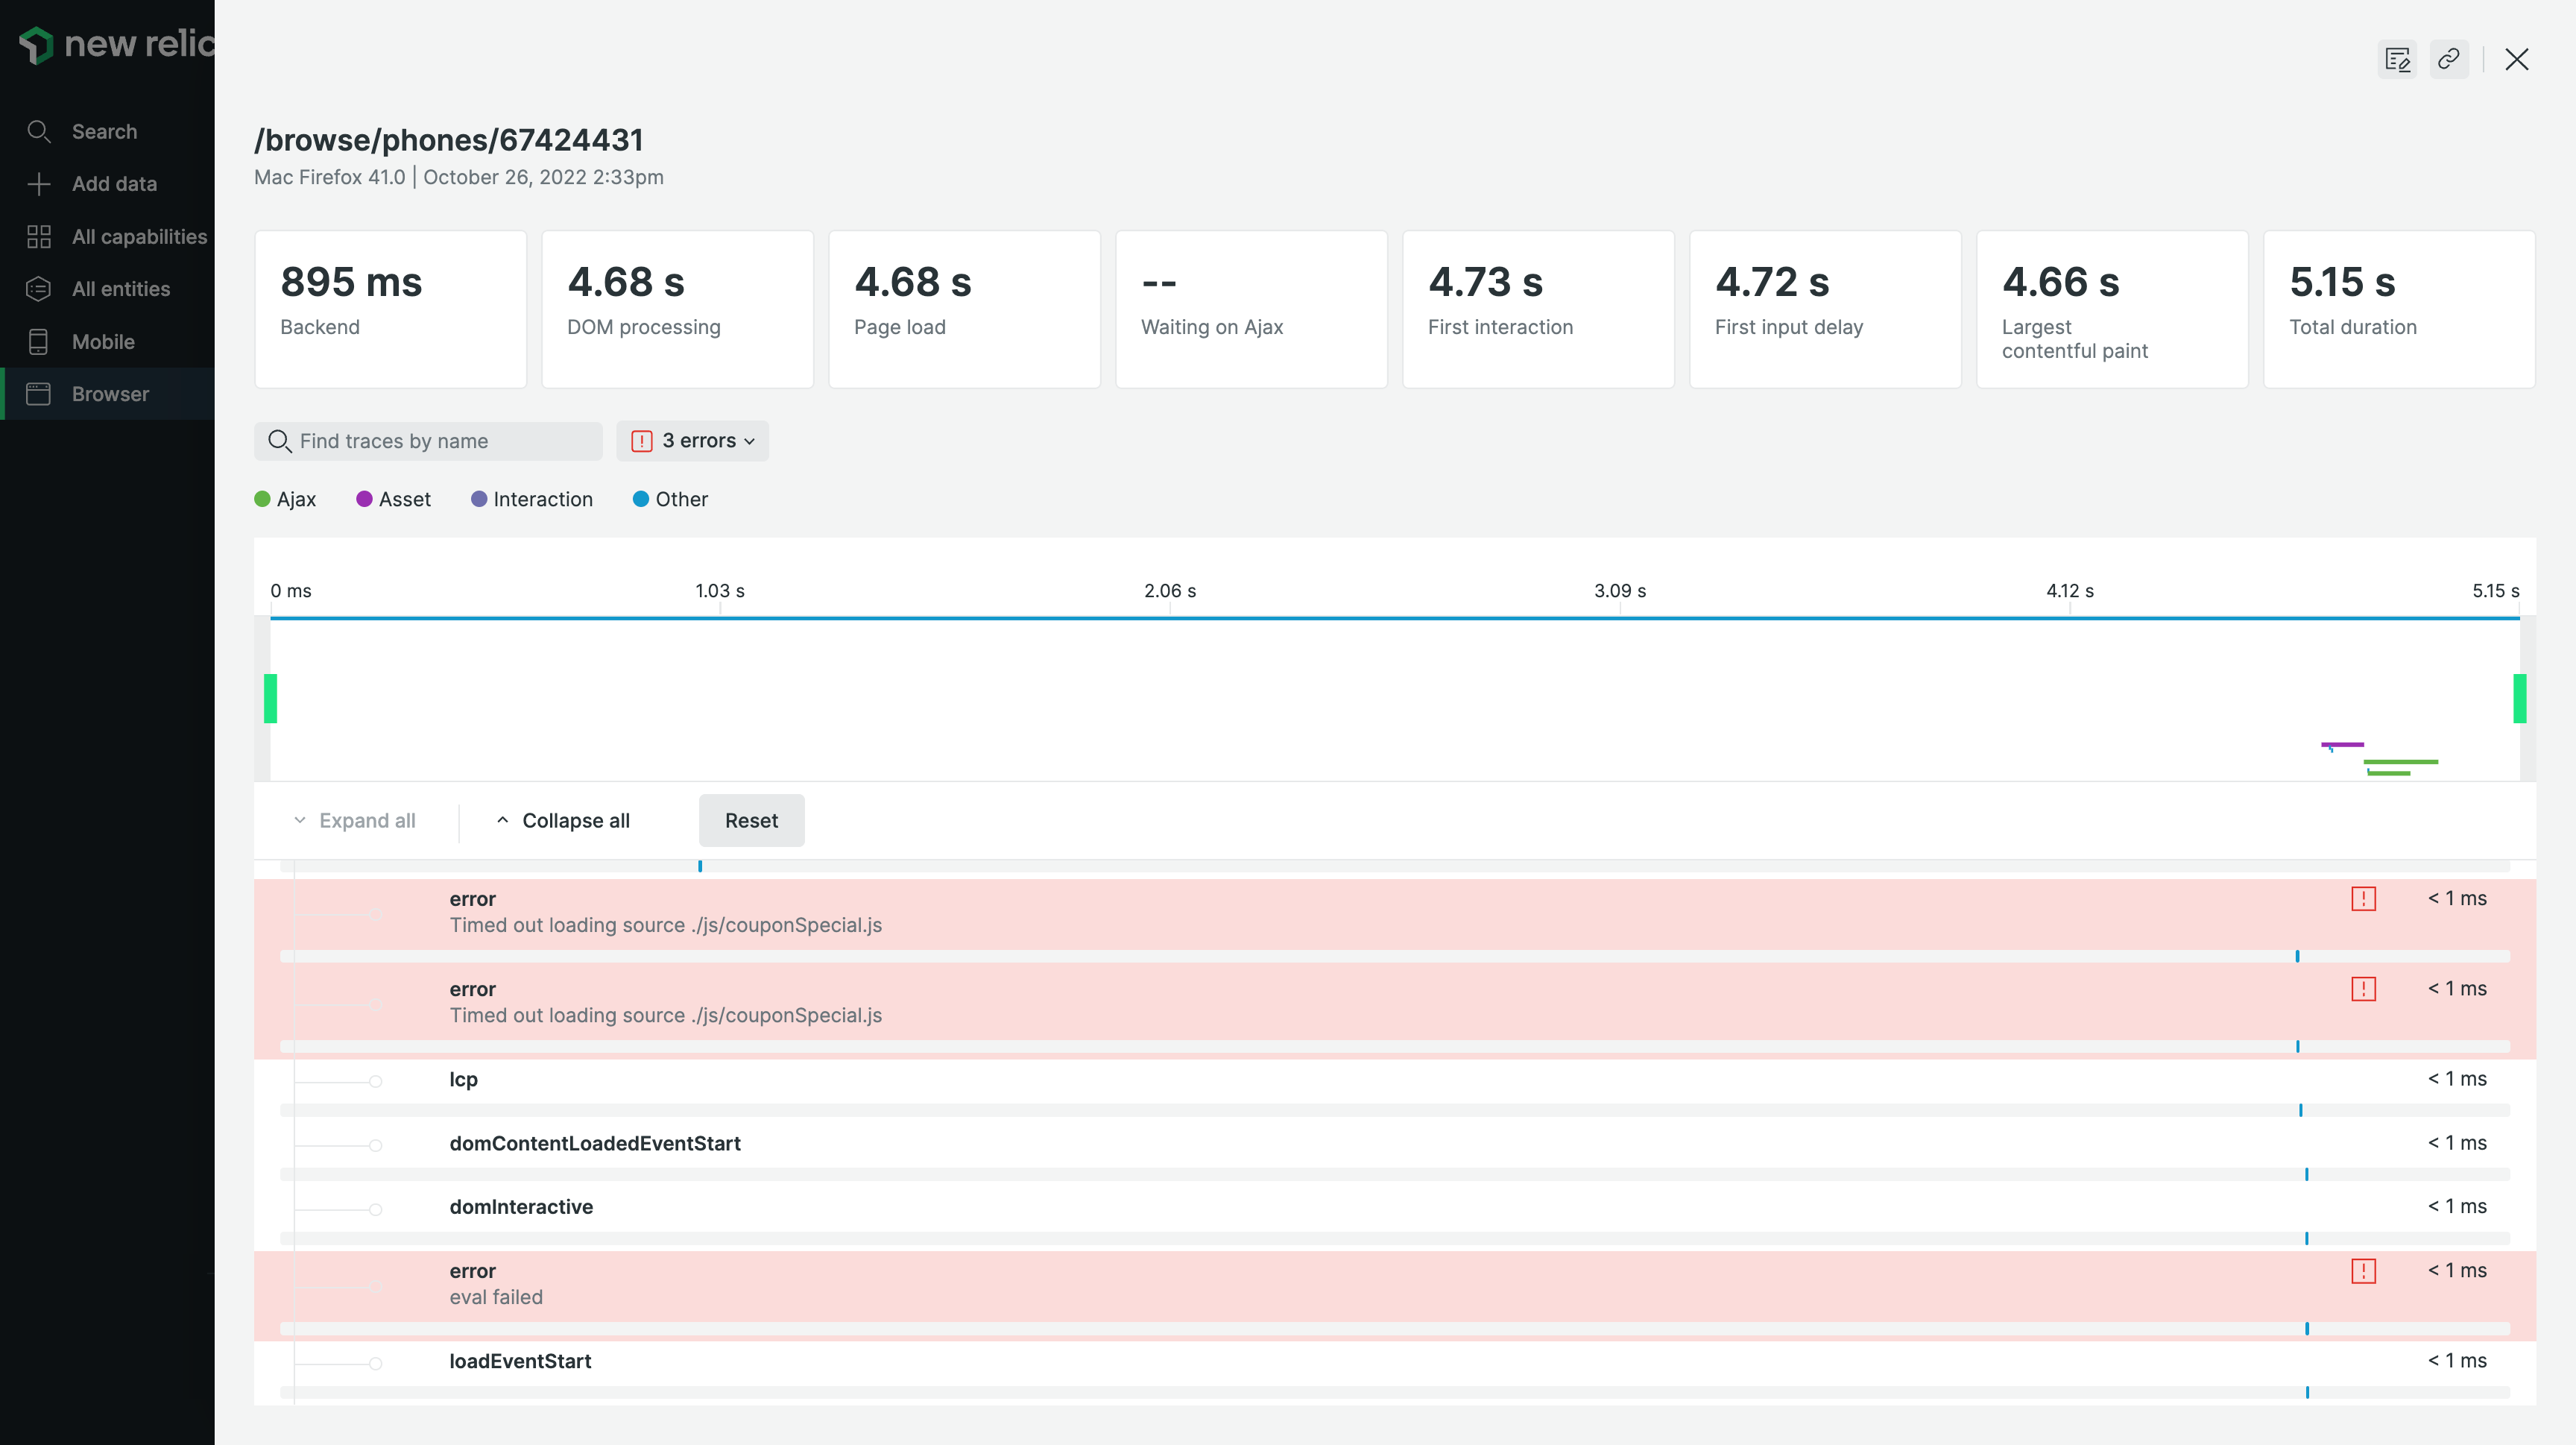 new relic
Search
Add data
All capabilities
All entities
Mobile
Browser
/browse/phones/67424431
Mac Firefox 41.0 | October 26, 2022 2:33pm
895 ms
Backend
4.68 s
DOM processing
4.68 s
Page load
--
Waiting on Ajax
4.73 s
First interaction
4.72 s
First input delay
4.66 s
Largest
contentful paint
5.15 s
Total duration
Find traces by name
3 errors
Ajax Asset Interaction Other
0 ms 1.03 s 2.06 s 3.09 s 4.12 s 5.15 s
Expand all Collapse all Reset
error < 1 ms
Timed out loading source ./js/couponSpecial.js
error < 1 ms
Timed out loading source ./js/couponSpecial.js
lcp < 1 ms
domContentLoadedEventStart < 1 ms
domInteractive < 1 ms
error < 1 ms
eval failed
loadEventStart < 1 ms